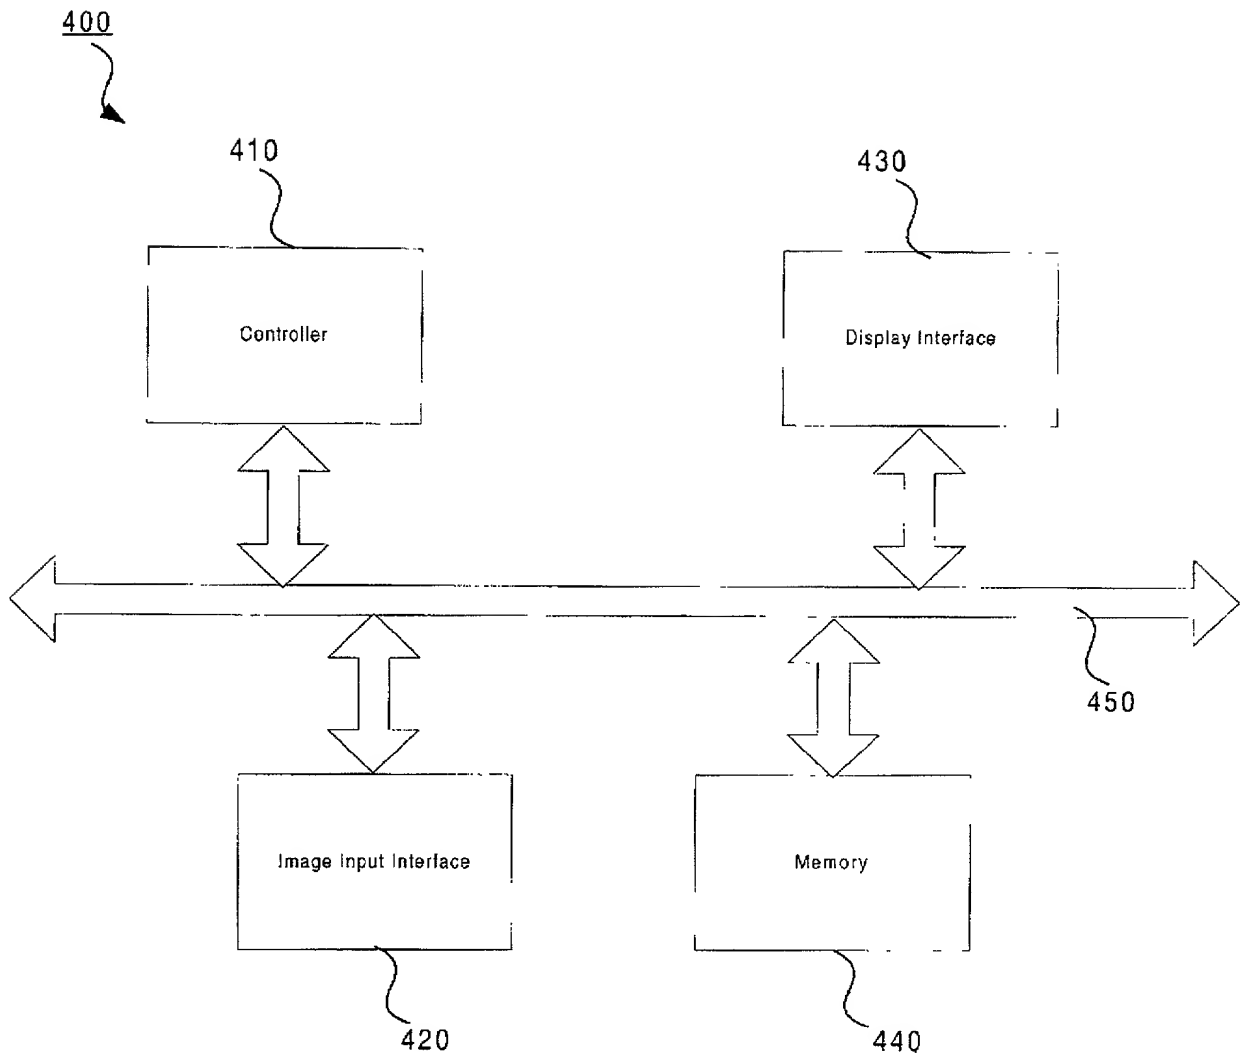 400
410
430
Controller
Display Interface
450
Image Input Interface
Memory
420
440